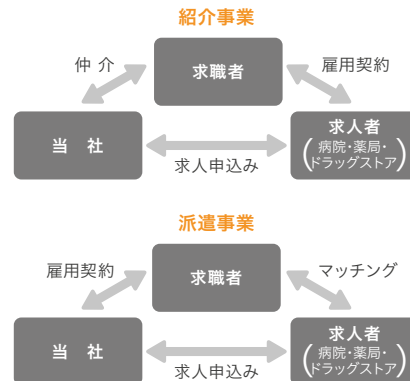 紹介事業
仲 介
求職者
雇用契約
当 社
求人者
(病院・薬局・
ドラッグストア)
求人申込み
派遣事業
雇用契約
求職者
マッチング
当 社
求人者
(病院・薬局・
ドラッグストア)
求人申込み